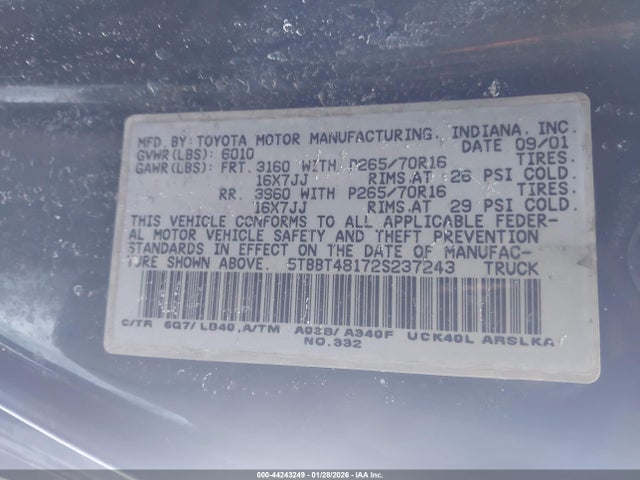 MFD. BY: TOYOTA MOTOR MANUFACTURING, INDIANA, INC.
GVWR(LBS): 6010 DATE 09/01
GAWR(LBS): FRT. 3160 WITH P265/70R16 TIRES,
16X7JJ RIMS, AT 26 PSI COLD.
RR. 3960 WITH P265/70R16 TIRES,
16X7JJ RIMS, AT 29 PSI COLD.
THIS VEHICLE CONFORMS TO ALL APPLICABLE FEDER-
AL MOTOR VEHICLE SAFETY AND THEFT PREVENTION
STANDARDS IN EFFECT ON THE DATE OF MANUFAC-
TURE SHOWN ABOVE. 5TBBT48172S237243 TRUCK
C/TR 6Q7/ LB40 ,A/TM A02B/ A340F UCK40L ARSLKA
NO.332
000-44243249 | 01/28/2026 - IAA Inc.